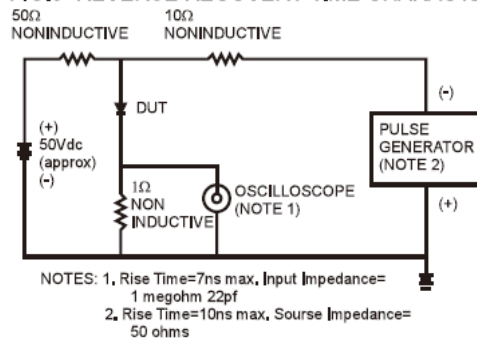 50Ω
NONINDUCTIVE
10Ω
NONINDUCTIVE
DUT
(+)
50Vdc
(approx)
(-)
1Ω
NON
INDUCTIVE
OSCILLOSCOPE
(NOTE 1)
(-)
PULSE
GENERATOR
(NOTE 2)
(+)
NOTES: 1. Rise Time=7ns max, Input Impedance=
1 megohm 22pf
2. Rise Time=10ns max, Sourse Impedance=
50 ohms